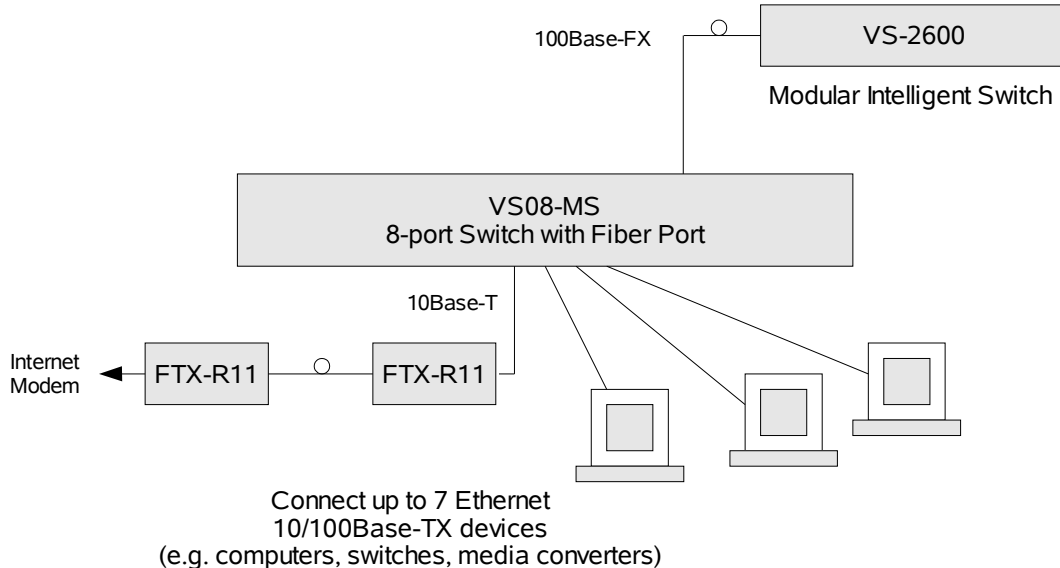 100Base-FX
VS-2600
Modular Intelligent Switch
VS08-MS
8-port Switch with Fiber Port
10Base-T
Internet
Modem
FTX-R11
FTX-R11
Connect up to 7 Ethernet
10/100Base-TX devices
(e.g. computers, switches, media converters)